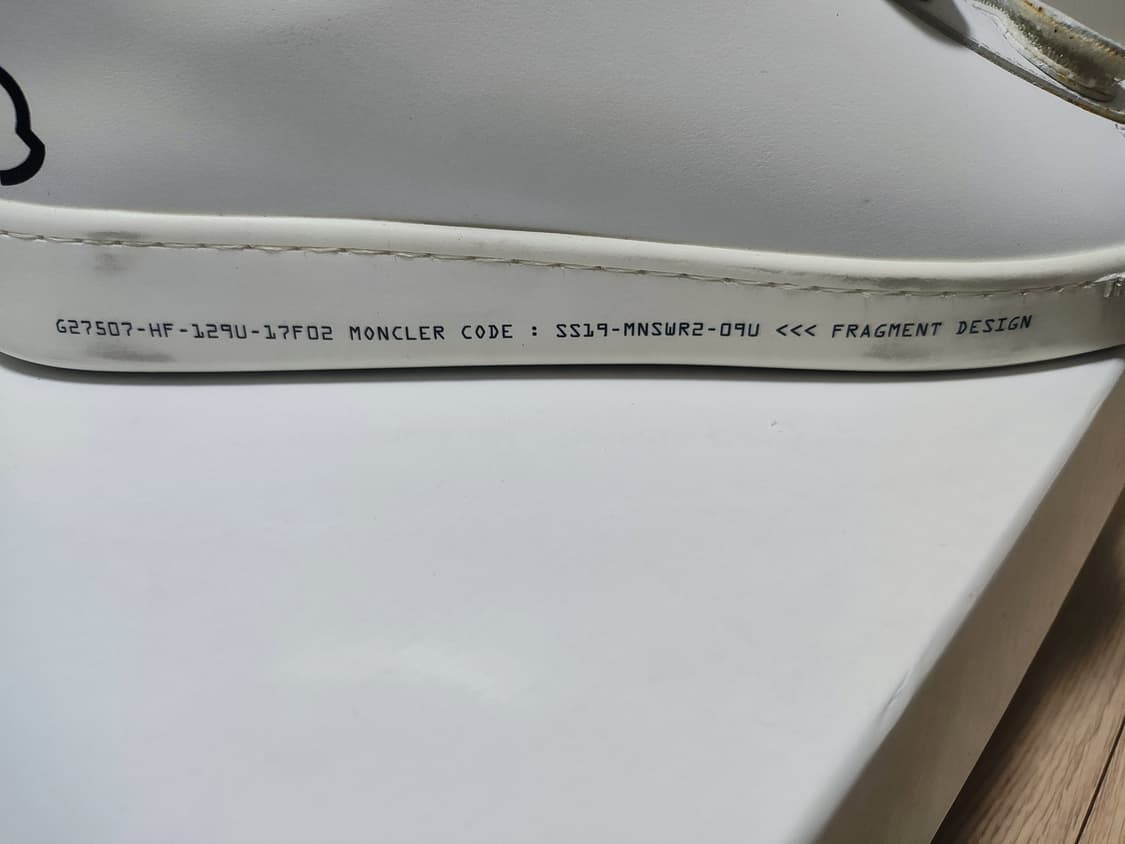 G27507-HF-129U-17F02 MONCLER CODE : SS19-MNSWR2-09U <<< FRAGMENT DESIGN